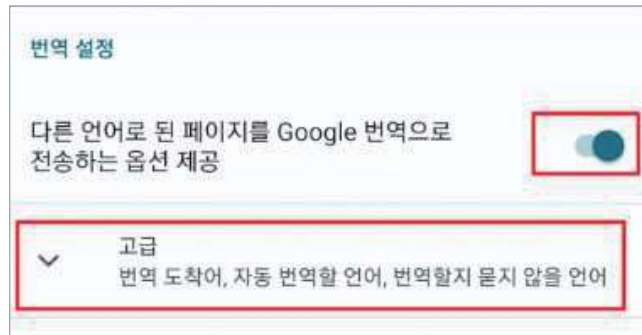 번역 설정
다른 언어로 된 페이지를 Google 번역으로
전송하는 옵션 제공
고급
번역 도착어, 자동 번역할 언어, 번역할지 묻지 않을 언어